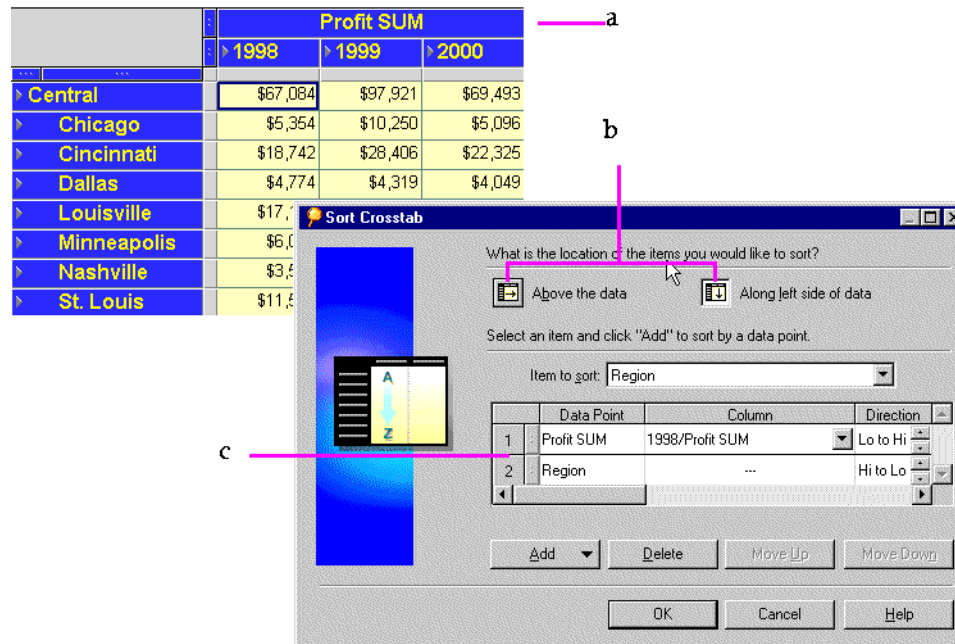 Profit SUM
a
1998 1999 2000
Central $67,084 $97,921 $69,493
Chicago $5,354 $10,250 $5,096
Cincinnati $18,742 $28,406 $22,325
Dallas $4,774 $4,319 $4,049
Louisville
Minneapolis
Nashville
St. Louis
b
Sort Crosstab
What is the location of the items you would like to sort?
Above the data Along left side of data
Select an item and click "Add" to sort by a data point.
Item to sort: Region
Data Point Column Direction
1 Profit SUM 1998/Profit SUM Lo to Hi
2 Region --- Hi to Lo
A
Z
c
Add Delete Move Up Move Down
OK Cancel Help